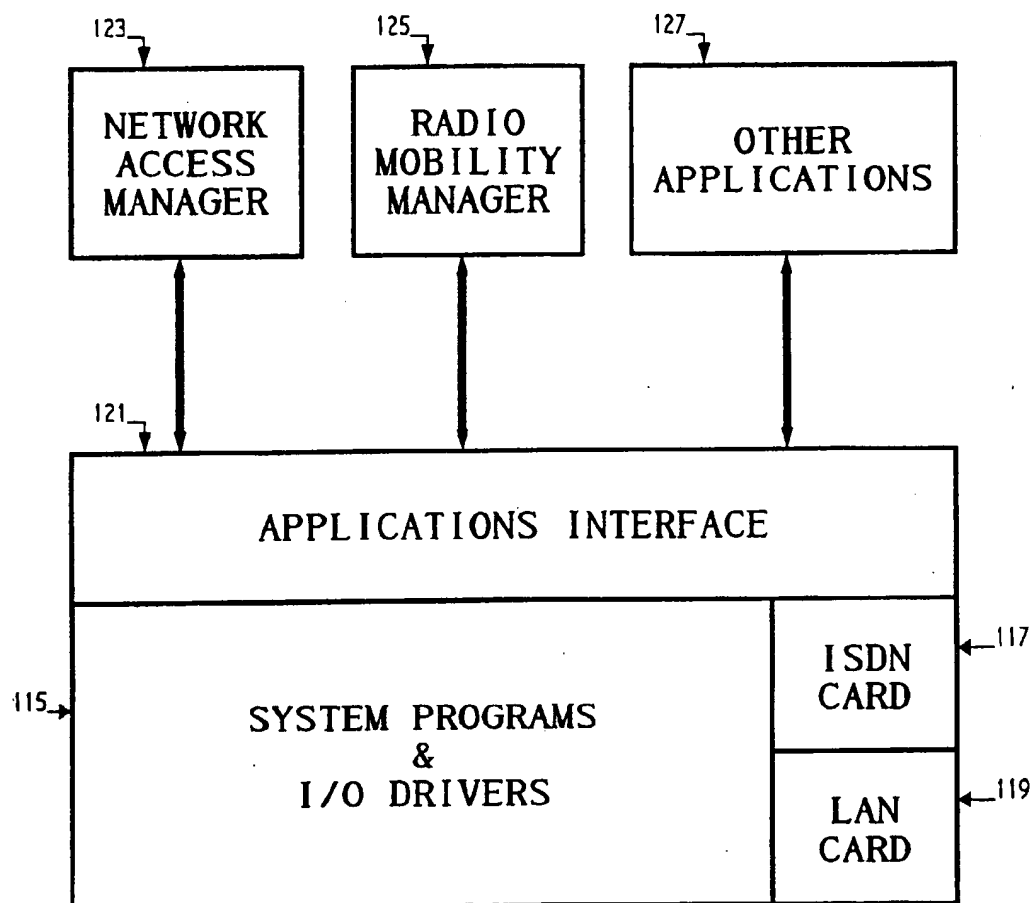 123
125
127
NETWORK
ACCESS
MANAGER
RADIO
MOBILITY
MANAGER
OTHER
APPLICATIONS
121
APPLICATIONS INTERFACE
115
SYSTEM PROGRAMS
&
I/O DRIVERS
ISDN
CARD
117
LAN
CARD
119